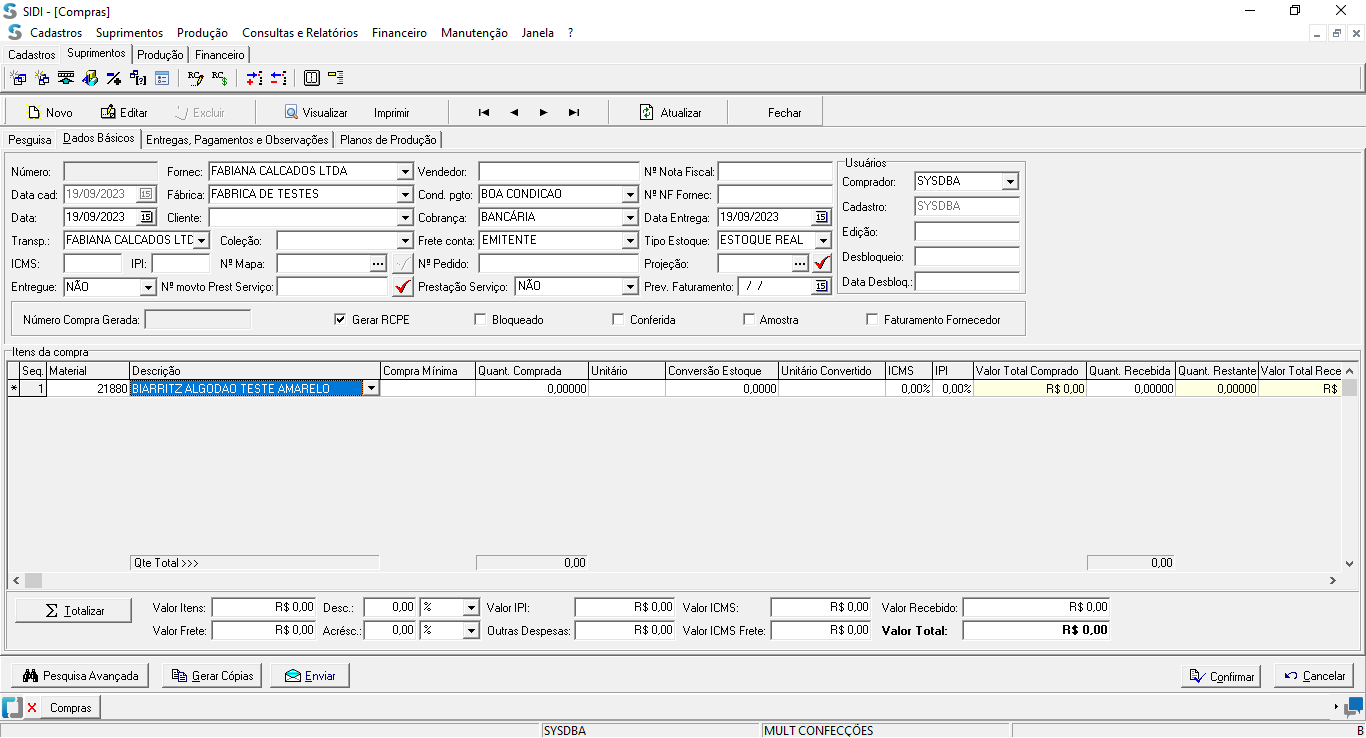 SIDI - [Compras]
Cadastros Suprimentos Produção Consultas e Relatórios Financeiro Manutenção Janela ?
Cadastros Suprimentos Produção Financeiro
Novo Editar Excluir Visualizar Imprimir Atualizar Fechar
Pesquisa Dados Básicos Entregas, Pagamentos e Observações Planos de Produção
Usuários
Número: Fornec: FABIANA CALCADOS LTDA Vendedor: Nº Nota Fiscal: Comprador: SYSDBA
Data cad: 19/09/2023 15 Fábrica: FABRICA DE TESTES Cond. pgto: BOA CONDICAO Nº NF Fornec: Cadastro: SYSDBA
Data: 19/09/2023 15 Cliente: Cobrança: BANCÁRIA Data Entrega: 19/09/2023 15 Edição:
Transp.: FABIANA CALCADOS LTC Coleção: Frete conta: EMITENTE Tipo Estoque: ESTOQUE REAL
ICMS: IPI: Nº Mapa: ... Nº Pedido: Projeção: ... Desbloqueio:
Entregue: NÃO Nº movto Prest Serviço: Prestação Serviço: NÃO Prev. Faturamento: / / 15 Data Desbloq.:
Número Compra Gerada: Gerar RCPE Bloqueado Conferida Amostra Faturamento Fornecedor
Itens da compra
Seq. Material Descrição Compra Mínima Quant. Comprada Unitário Conversão Estoque Unitário Convertido ICMS IPI Valor Total Comprado Quant. Recebida Quant. Restante Valor Total Rece
* 1 21880 BIARRITZ ALGODAO TESTE AMARELO 0,00000 0,0000 0,00% 0,00% R$ 0,00 0,00000 0,00000 R$
Qte Total >>> 0,00 0,00
Σ Totalizar Valor Itens: R$ 0,00 Desc.: 0,00 % Valor IPI: R$ 0,00 Valor ICMS: R$ 0,00 Valor Recebido: R$ 0,00
Valor Frete: R$ 0,00 Acrésc.: 0,00 % Outras Despesas: R$ 0,00 Valor ICMS Frete: R$ 0,00 Valor Total: R$ 0,00
Pesquisa Avançada Gerar Cópias Enviar Confirmar Cancelar
Compras
SYSDBA MULT CONFECÇÕES B